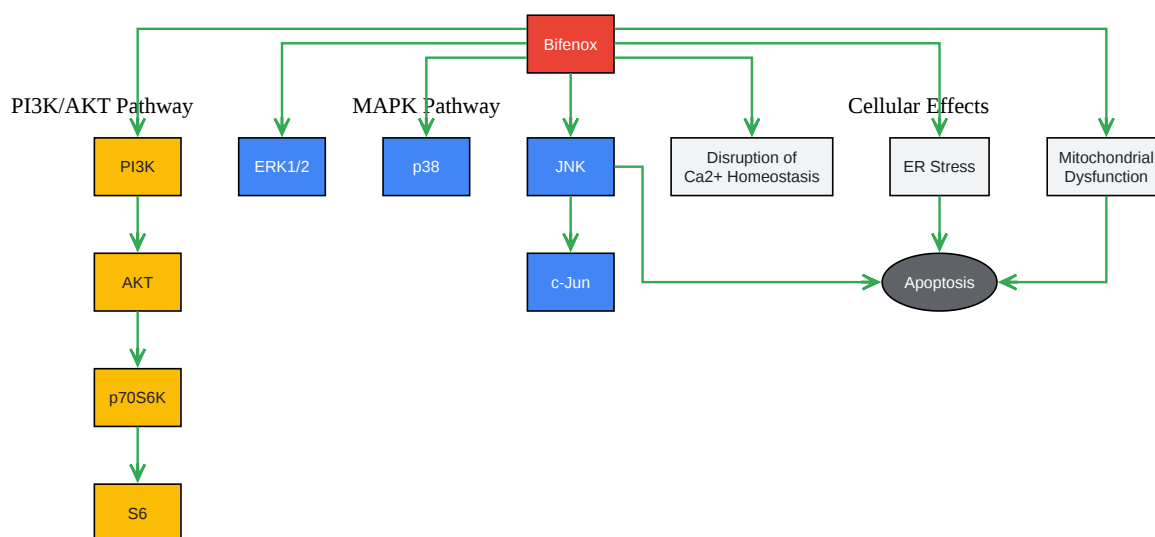 Bifenox
PI3K/AKT Pathway
MAPK Pathway
Cellular Effects
PI3K
ERK1/2
p38
JNK
Disruption of
Ca2+ Homeostasis
ER Stress
Mitochondrial
Dysfunction
AKT
c-Jun
Apoptosis
p70S6K
S6